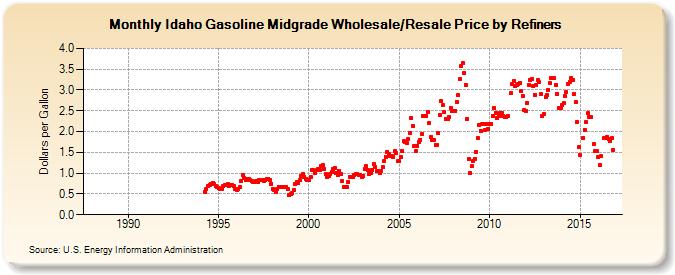 Monthly Idaho Gasoline Midgrade Wholesale/Resale Price by Refiners
Dollars per Gallon
4.0
3.5
3.0
2.5
2.0
1.5
1.0
0.5
0.0
1990 1995 2000 2005 2010 2015
Source: U.S. Energy Information Administration